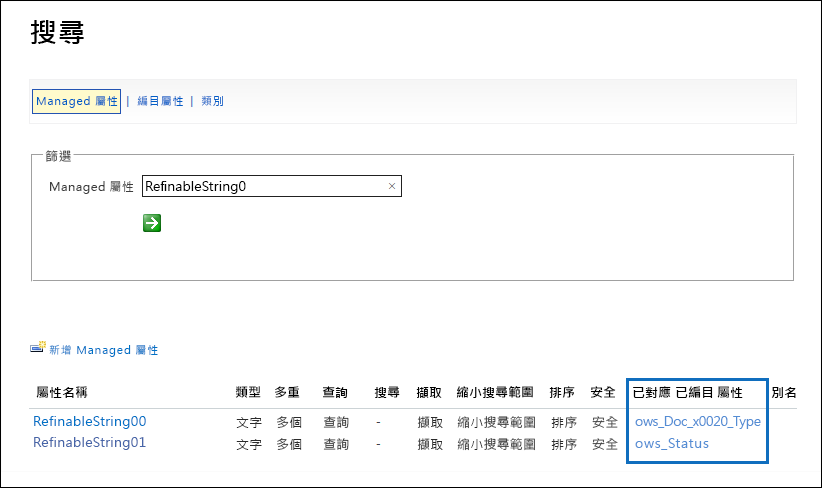 搜尋
Managed 屬性 | 編目屬性 | 類別
篩選
Managed 屬性 RefinableString0 ×
新增 Managed 屬性
屬性名稱 類型 多重 查詢 搜尋 擷取 縮小搜尋範圍 排序 安全 已對應 已編目 屬性 別名
RefinableString00 文字 多個 查詢 - 擷取 縮小搜尋範圍 排序 安全 ows_Doc_x0020_Type
RefinableString01 文字 多個 查詢 - 擷取 縮小搜尋範圍 排序 安全 ows_Status